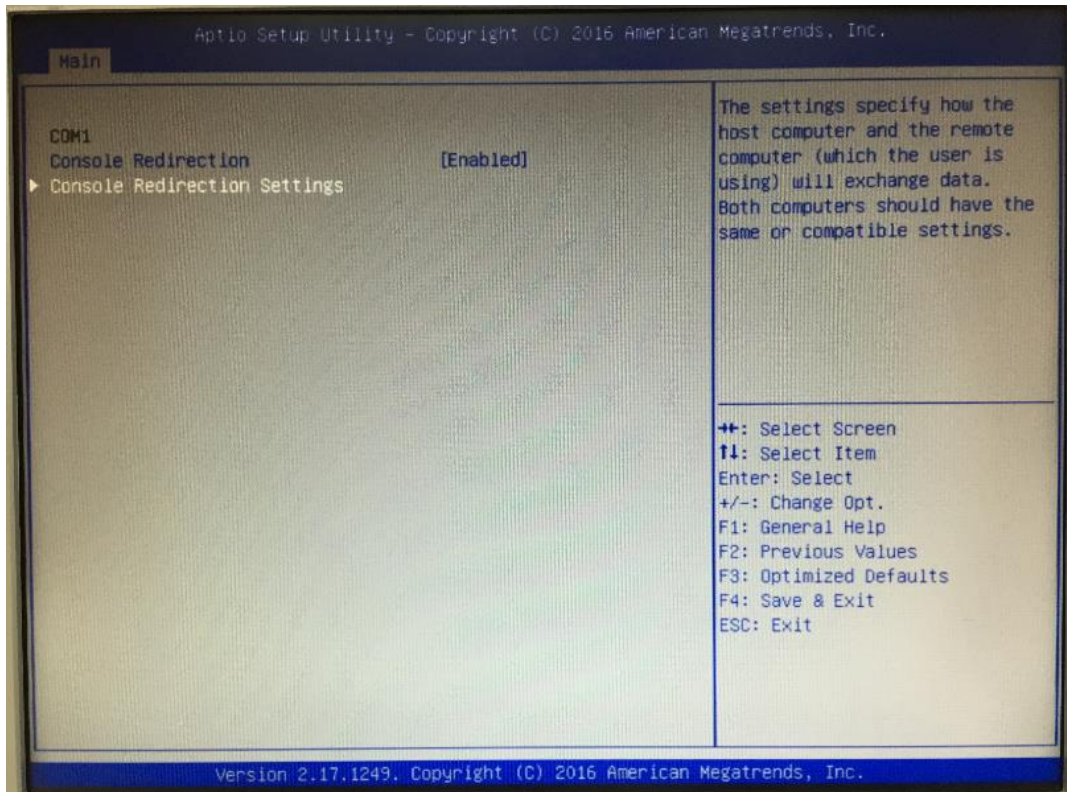 Aptio Setup Utility - Copyright (C) 2016 American Megatrends, Inc.
Main
COM1
Console Redirection [Enabled]
▶ Console Redirection Settings
The settings specify how the
host computer and the remote
computer (which the user is
using) will exchange data.
Both computers should have the
same or compatible settings.
→←: Select Screen
↑↓: Select Item
Enter: Select
+/-: Change Opt.
F1: General Help
F2: Previous Values
F3: Optimized Defaults
F4: Save & Exit
ESC: Exit
Version 2.17.1249. Copyright (C) 2016 American Megatrends, Inc.